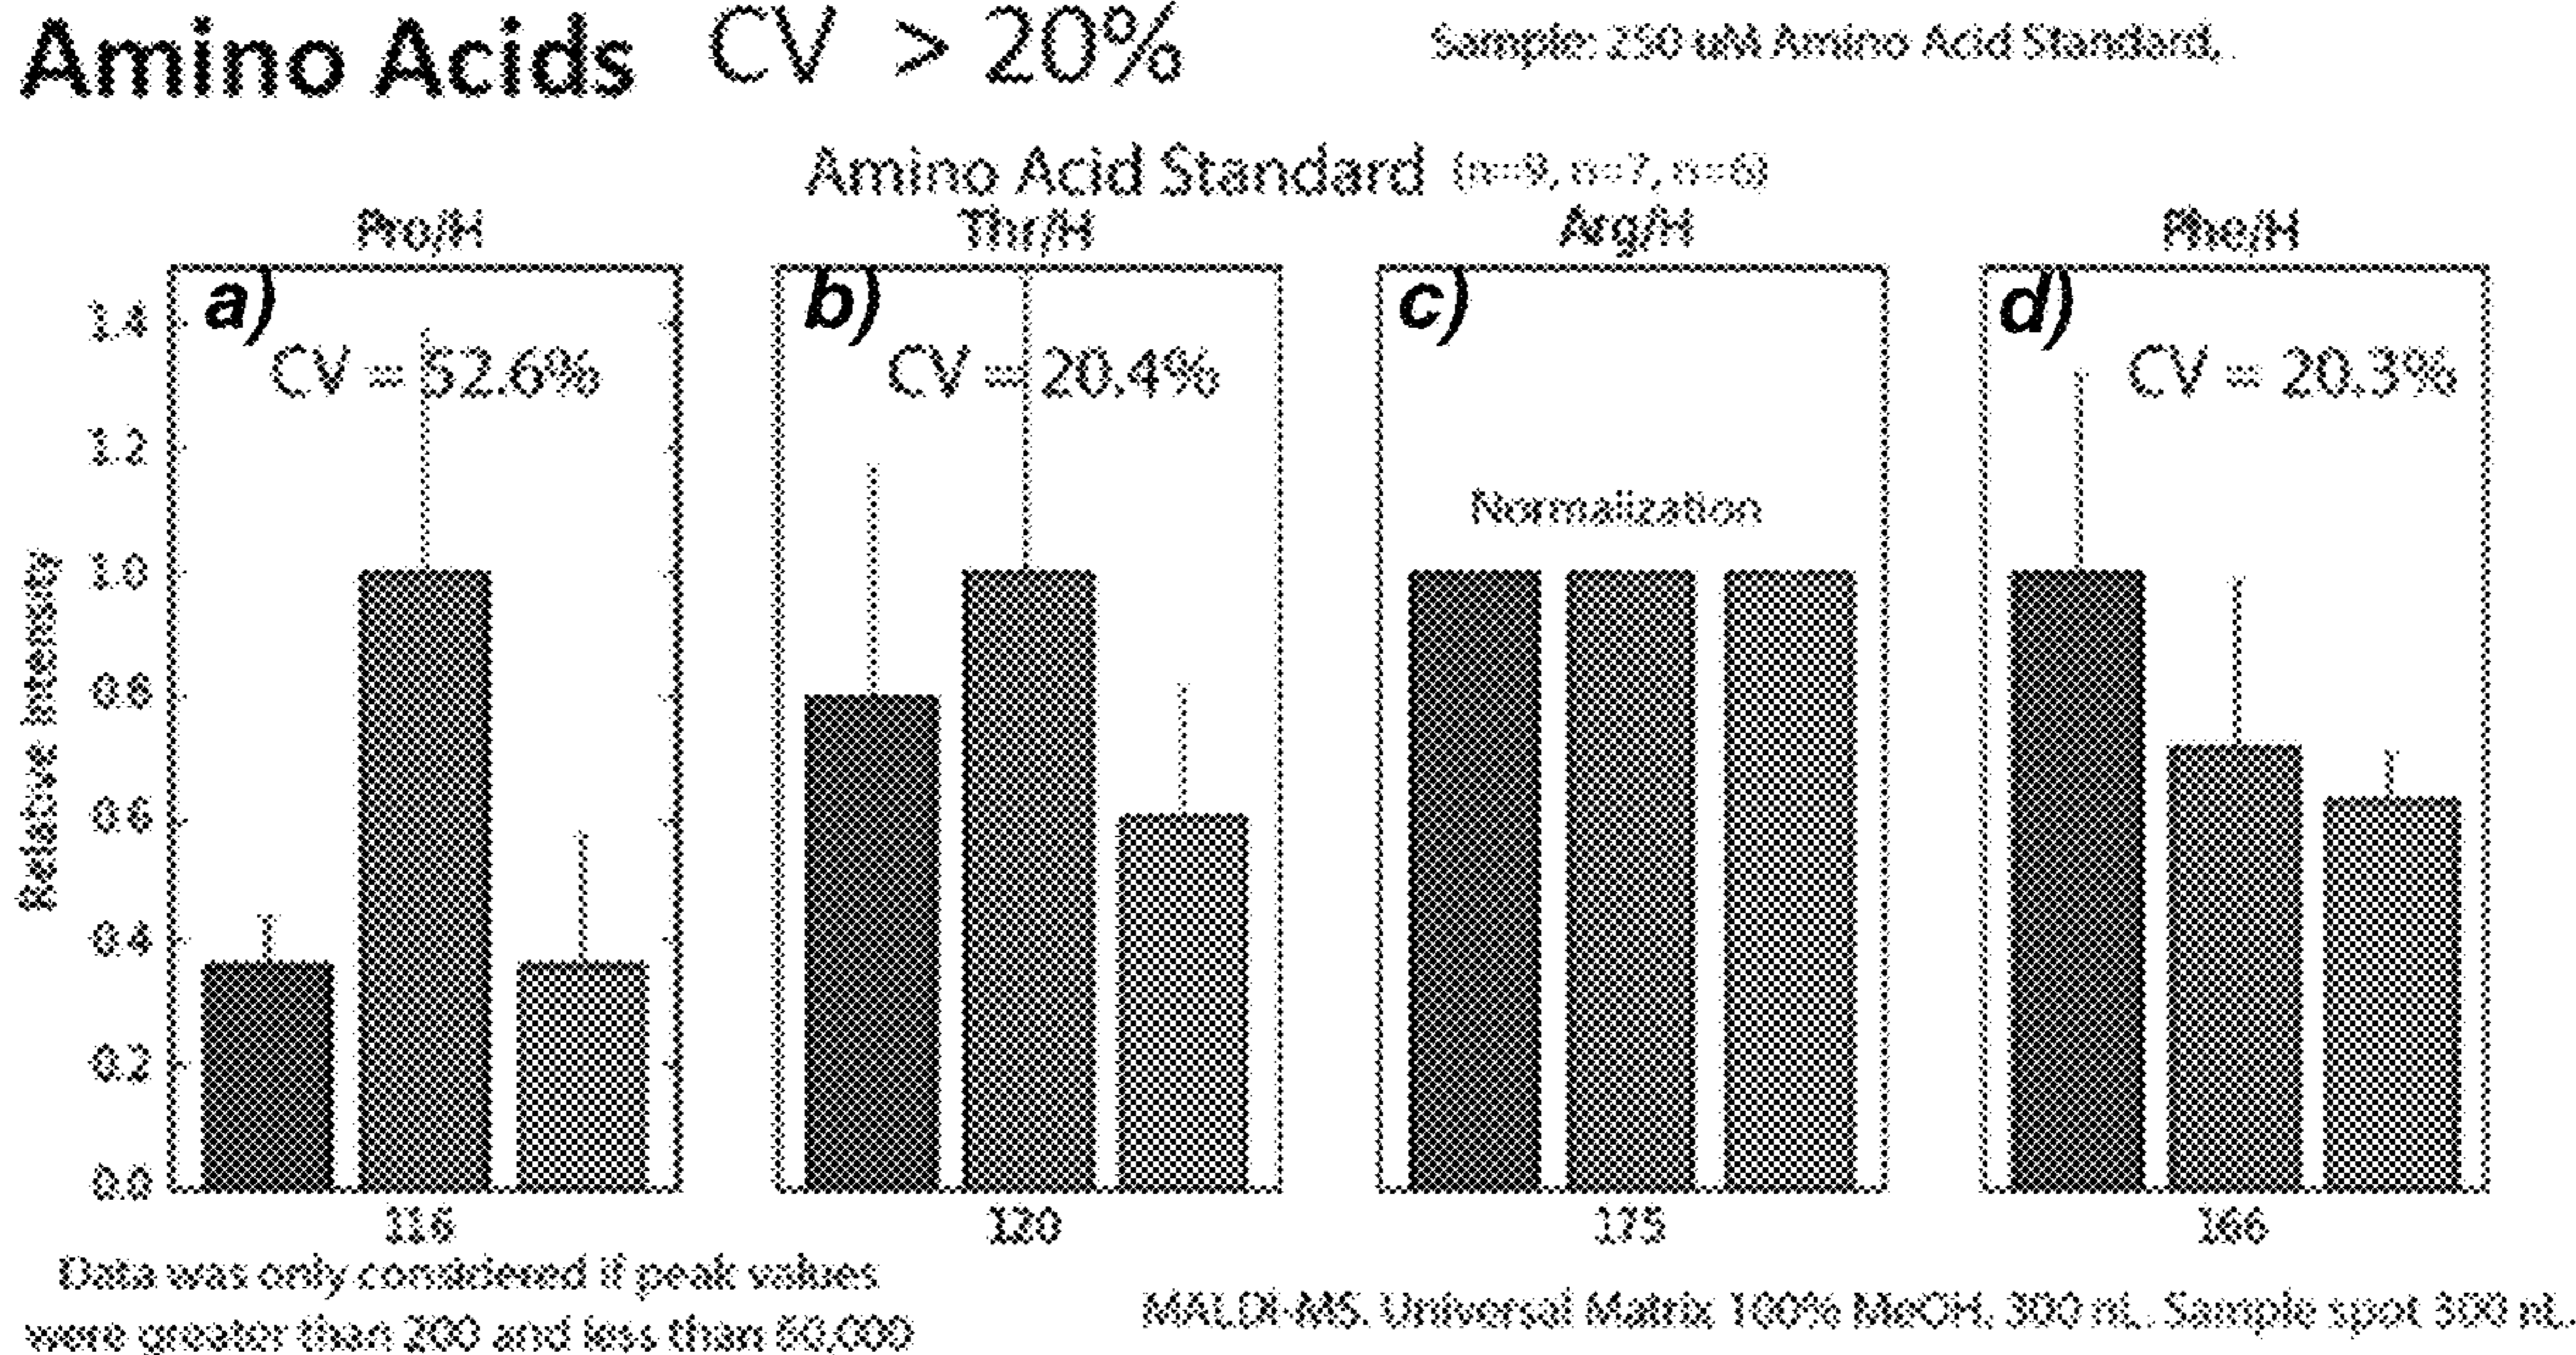 Amino Acids CV > 20%
Sample: 250 uM Amino Acid Standard, .
Amino Acid Standard (n=9, n=7, n=6)
Pro/H Thr/H Arg/H Phe/H
a) b) c) d)
CV = 52.6% CV = 20.4% CV = 20.3%
Normalization
Relative Intensity
1.4
1.2
1.0
0.8
0.6
0.4
0.2
0.0
116 120 175 166
Data was only considered if peak values
were greater than 200 and less than 60,000
MALDI-MS. Universal Matrix 100% MeOH, 300 nL. Sample spot 300 nL.